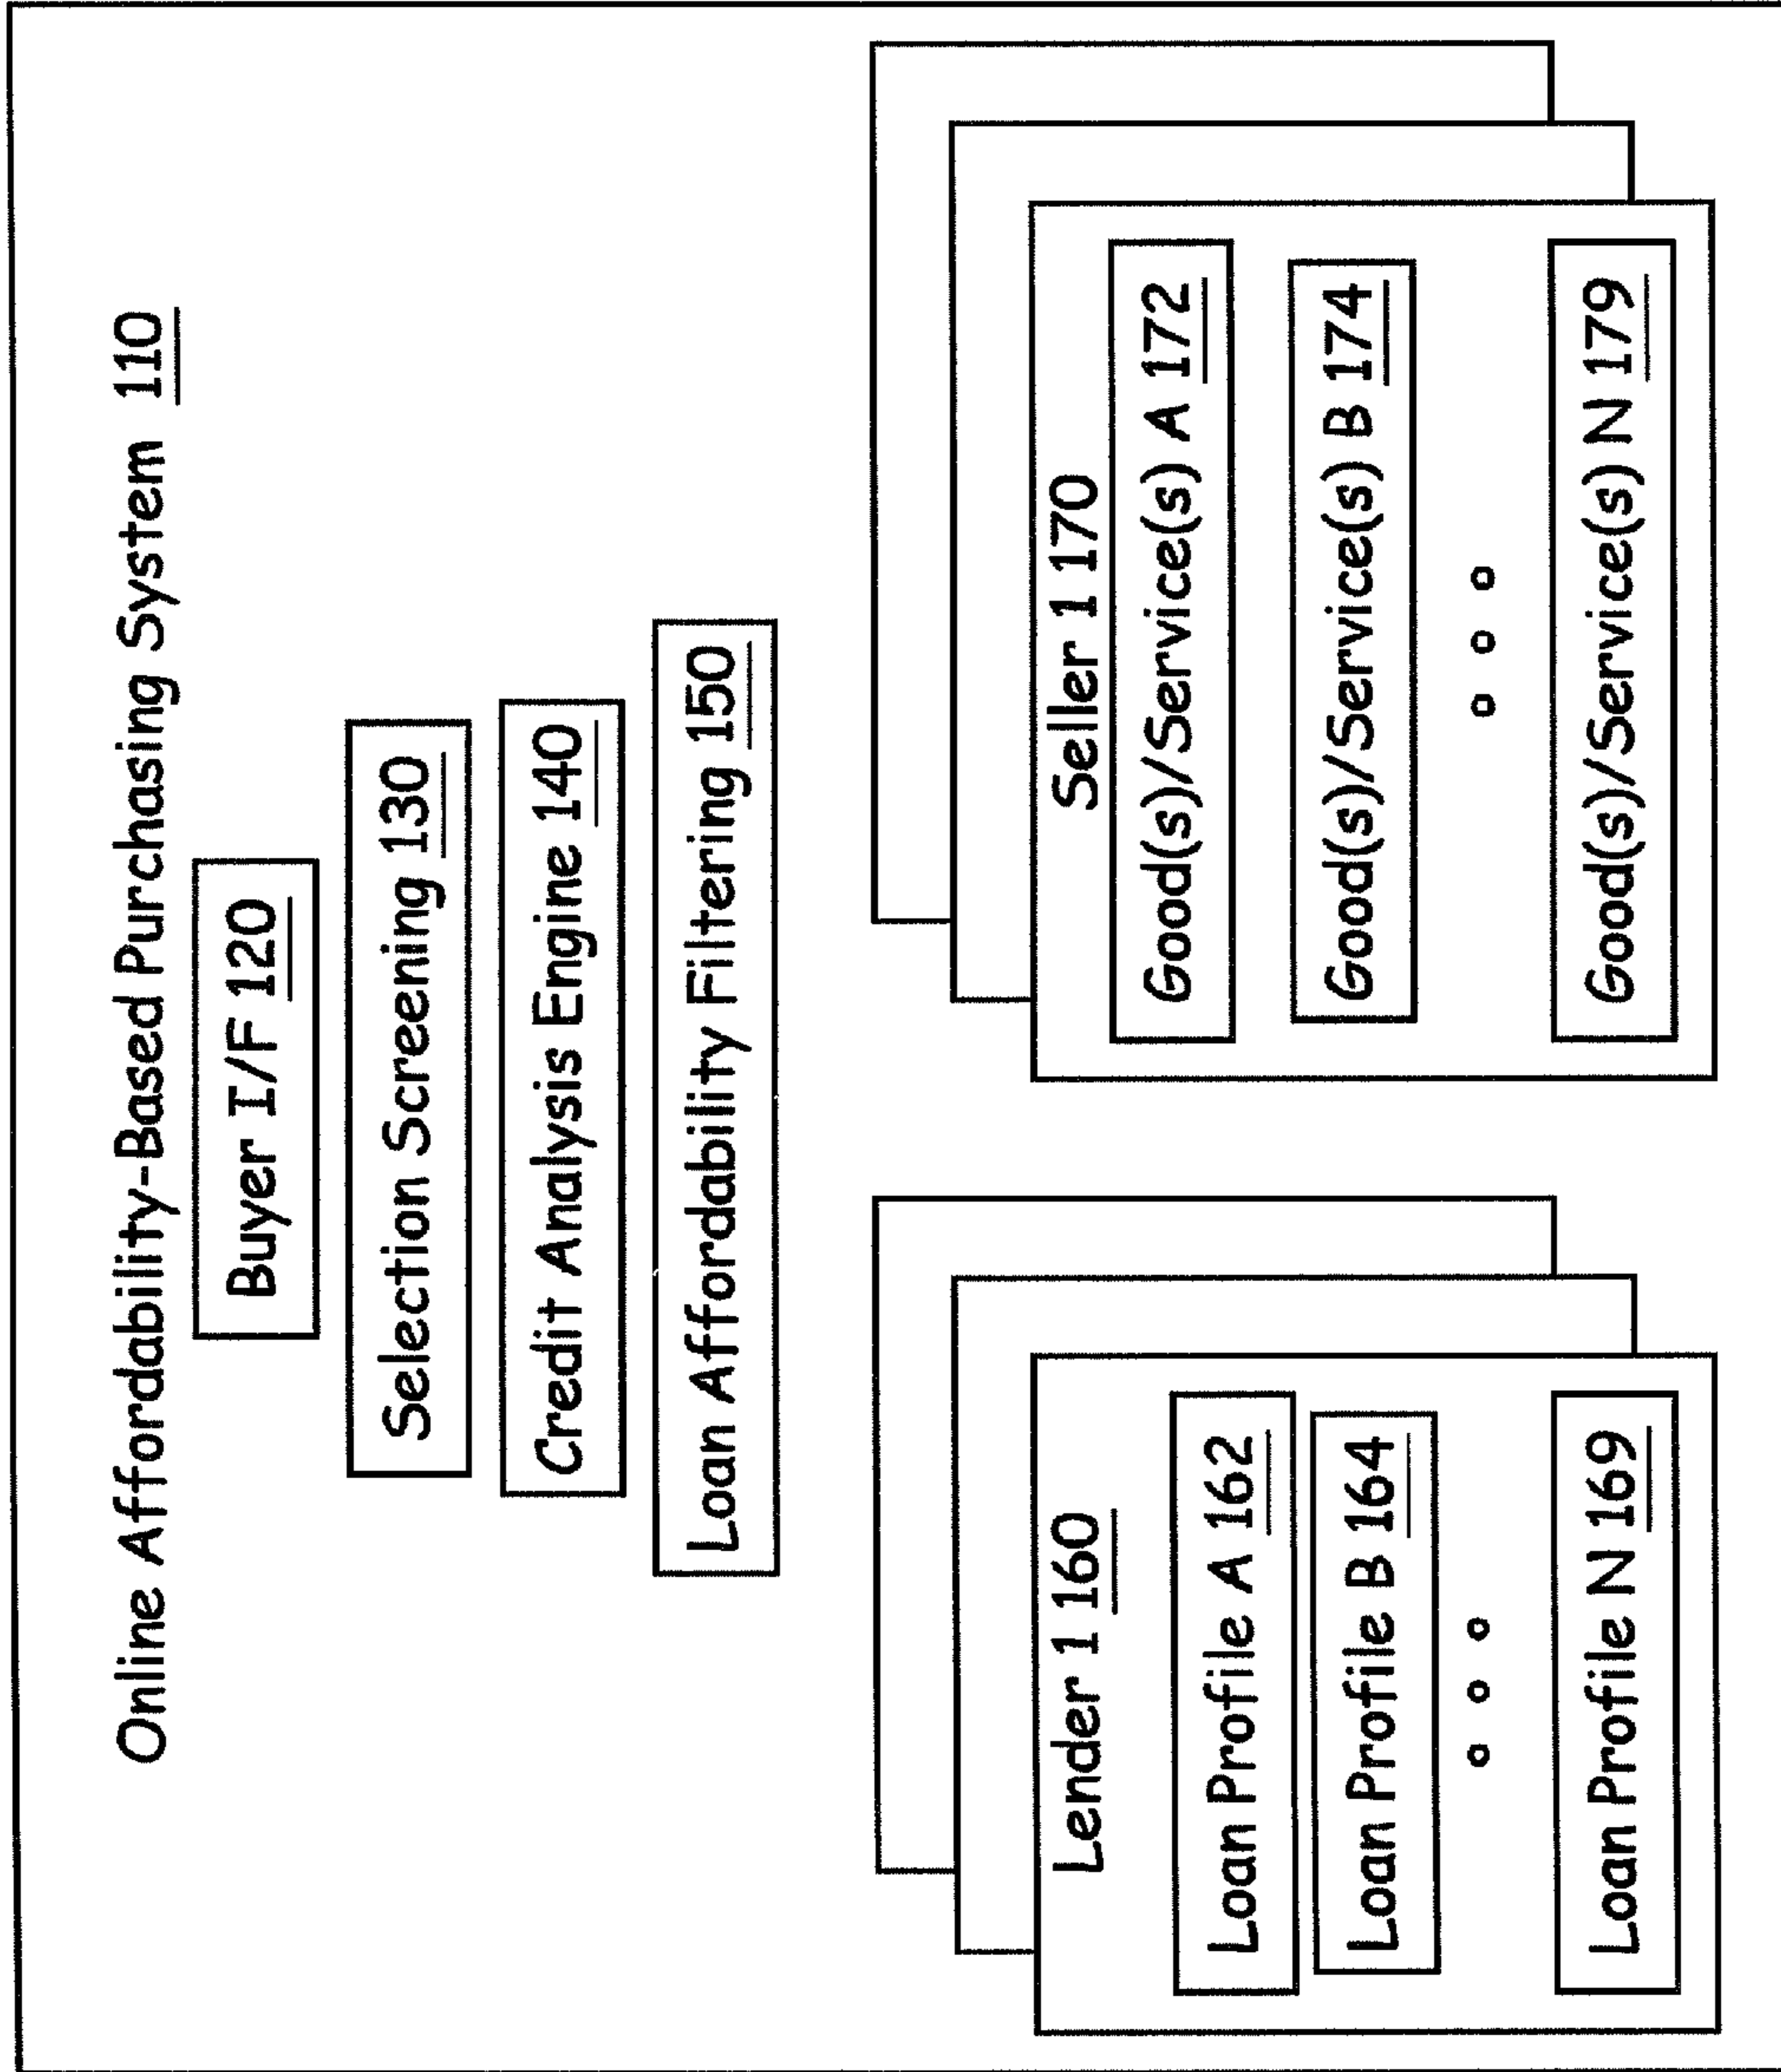 Online Affordability-Based Purchasing System 110
Buyer I/F 120
Selection Screening 130
Credit Analysis Engine 140
Loan Affordability Filtering 150
Lender 1 160
Loan Profile A 162
Loan Profile B 164
Loan Profile N 169
Seller 1 170
Good(s)/Service(s) A 172
Good(s)/Service(s) B 174
Good(s)/Service(s) N 179